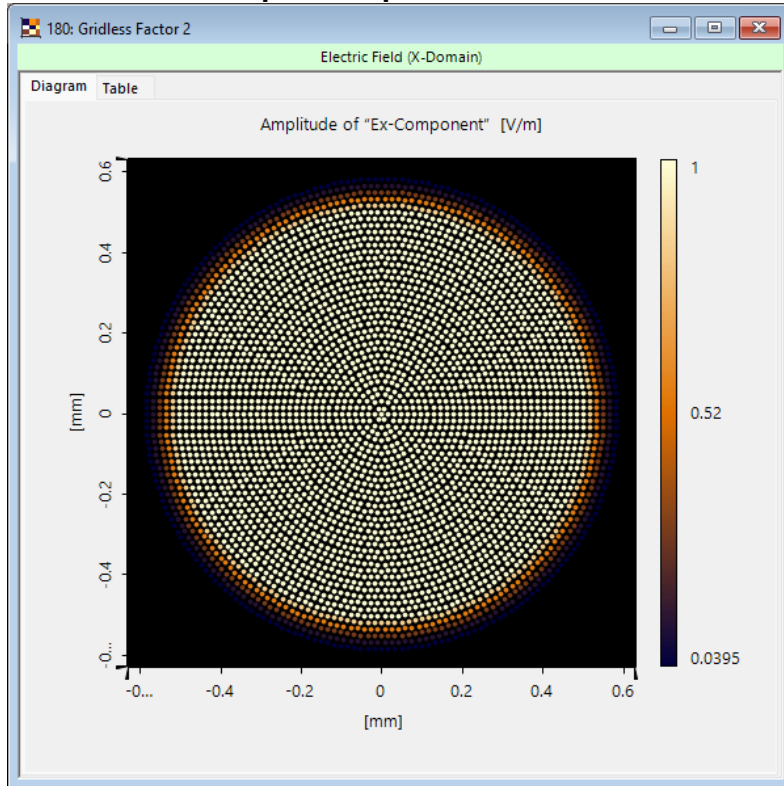 180: Gridless Factor 2
Electric Field (X-Domain)
Diagram Table
Amplitude of "Ex-Component" [V/m]
0.6
0.4
0.2
0
-0.2
-0.4
-0...
[mm]
-0... -0.4 -0.2 0 0.2 0.4 0.6
[mm]
1
0.52
0.0395